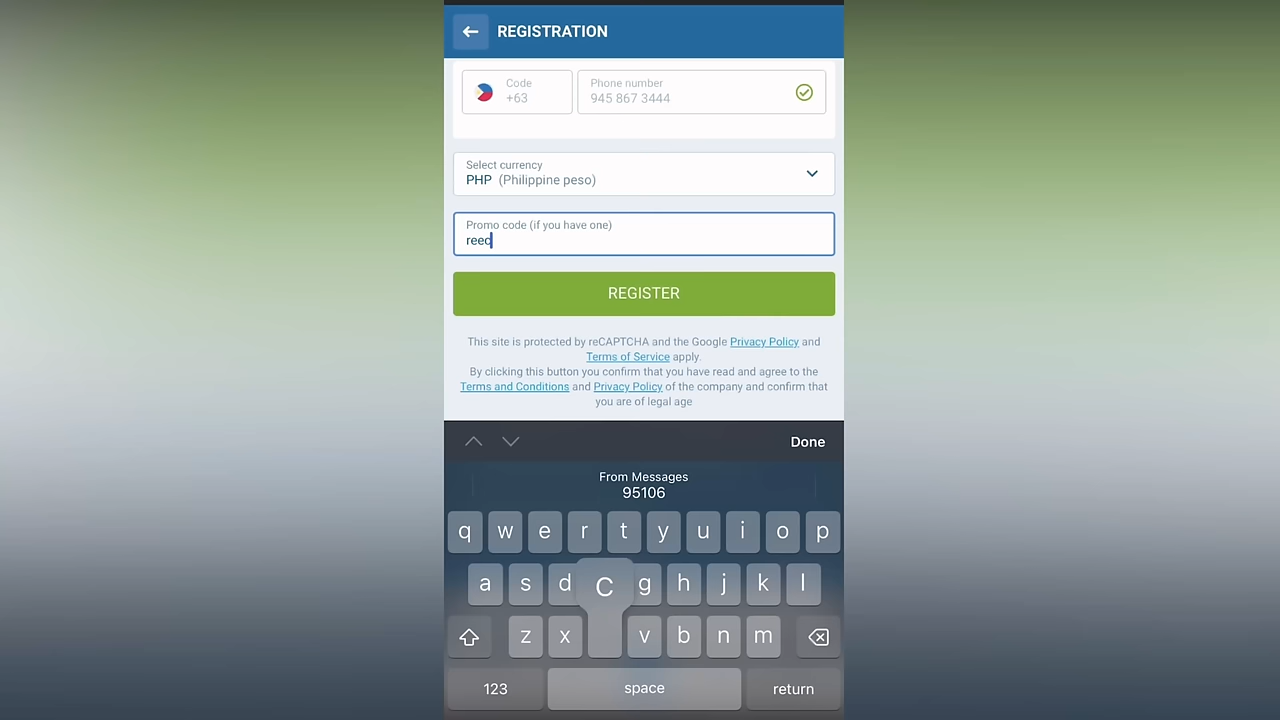 REGISTRATION
Code
+63
Phone number
945 867 3444
Select currency
PHP (Philippine peso)
Promo code (if you have one)
reec
REGISTER
This site is protected by reCAPTCHA and the Google Privacy Policy and
Terms of Service apply.
By clicking this button you confirm that you have read and agree to the
Terms and Conditions and Privacy Policy of the company and confirm that
you are of legal age
Done
From Messages
95106
q w e r t y u i o p
a s d C g h j k l
z x v b n m
123 space return